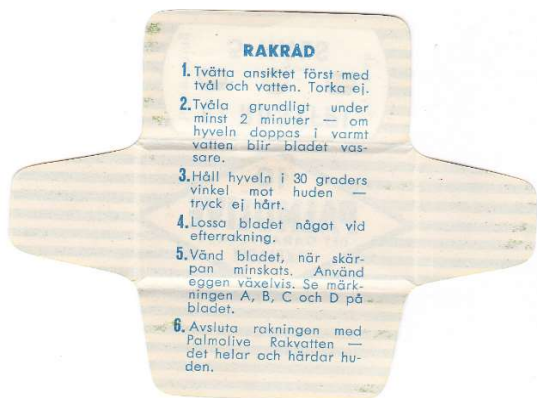 RAKRÅD
1. Tvätta ansiktet först med
tvål och vatten. Torka ej.
2. Tvåla grundligt under
minst 2 minuter — om
hyveln doppas i varmt
vatten blir bladet vas-
sare.
3. Håll hyveln i 30 graders
vinkel mot huden —
tryck ej hårt.
4. Lossa bladet något vid
efterrakning.
5. Vänd bladet, när skär-
pan minskats. Använd
eggen växelvis. Se märk-
ningen A, B, C och D på
bladet.
6. Avsluta rakningen med
Palmolive Rakvatten —
det helar och härdar hu-
den.